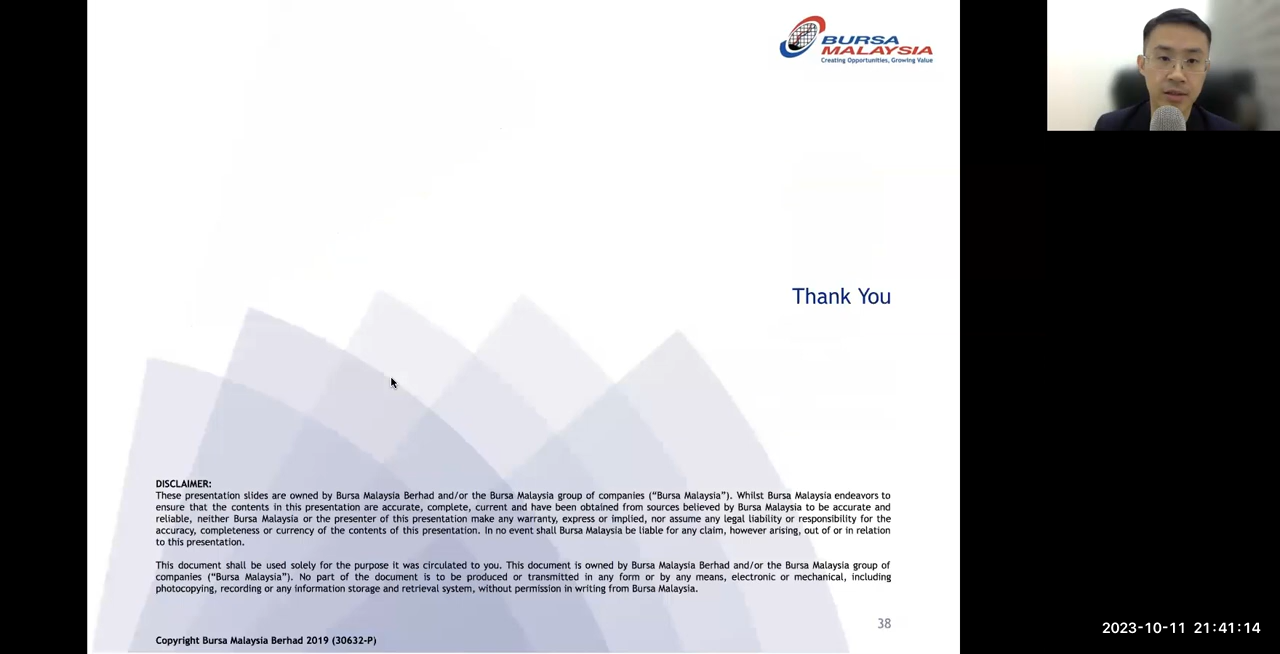 BURSA
MALAYSIA
Creating Opportunities, Growing Value
Thank You
DISCLAIMER:
These presentation slides are owned by Bursa Malaysia Berhad and/or the Bursa Malaysia group of companies (“Bursa Malaysia”). Whilst Bursa Malaysia endeavors to
ensure that the contents in this presentation are accurate, complete, current and have been obtained from sources believed by Bursa Malaysia to be accurate and
reliable, neither Bursa Malaysia or the presenter of this presentation make any warranty, express or implied, nor assume any legal liability or responsibility for the
accuracy, completeness or currency of the contents of this presentation. In no event shall Bursa Malaysia be liable for any claim, however arising, out of or in relation
to this presentation.
This document shall be used solely for the purpose it was circulated to you. This document is owned by Bursa Malaysia Berhad and/or the Bursa Malaysia group of
companies (“Bursa Malaysia”). No part of the document is to be produced or transmitted in any form or by any means, electronic or mechanical, including
photocopying, recording or any information storage and retrieval system, without permission in writing from Bursa Malaysia.
38
2023-10-11 21:41:14
Copyright Bursa Malaysia Berhad 2019 (30632-P)